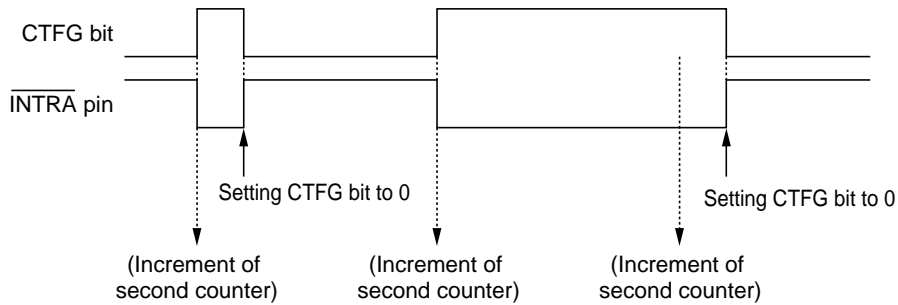 CTFG bit
INTRA pin
Setting CTFG bit to 0
Setting CTFG bit to 0
(Increment of
second counter)
(Increment of
second counter)
(Increment of
second counter)